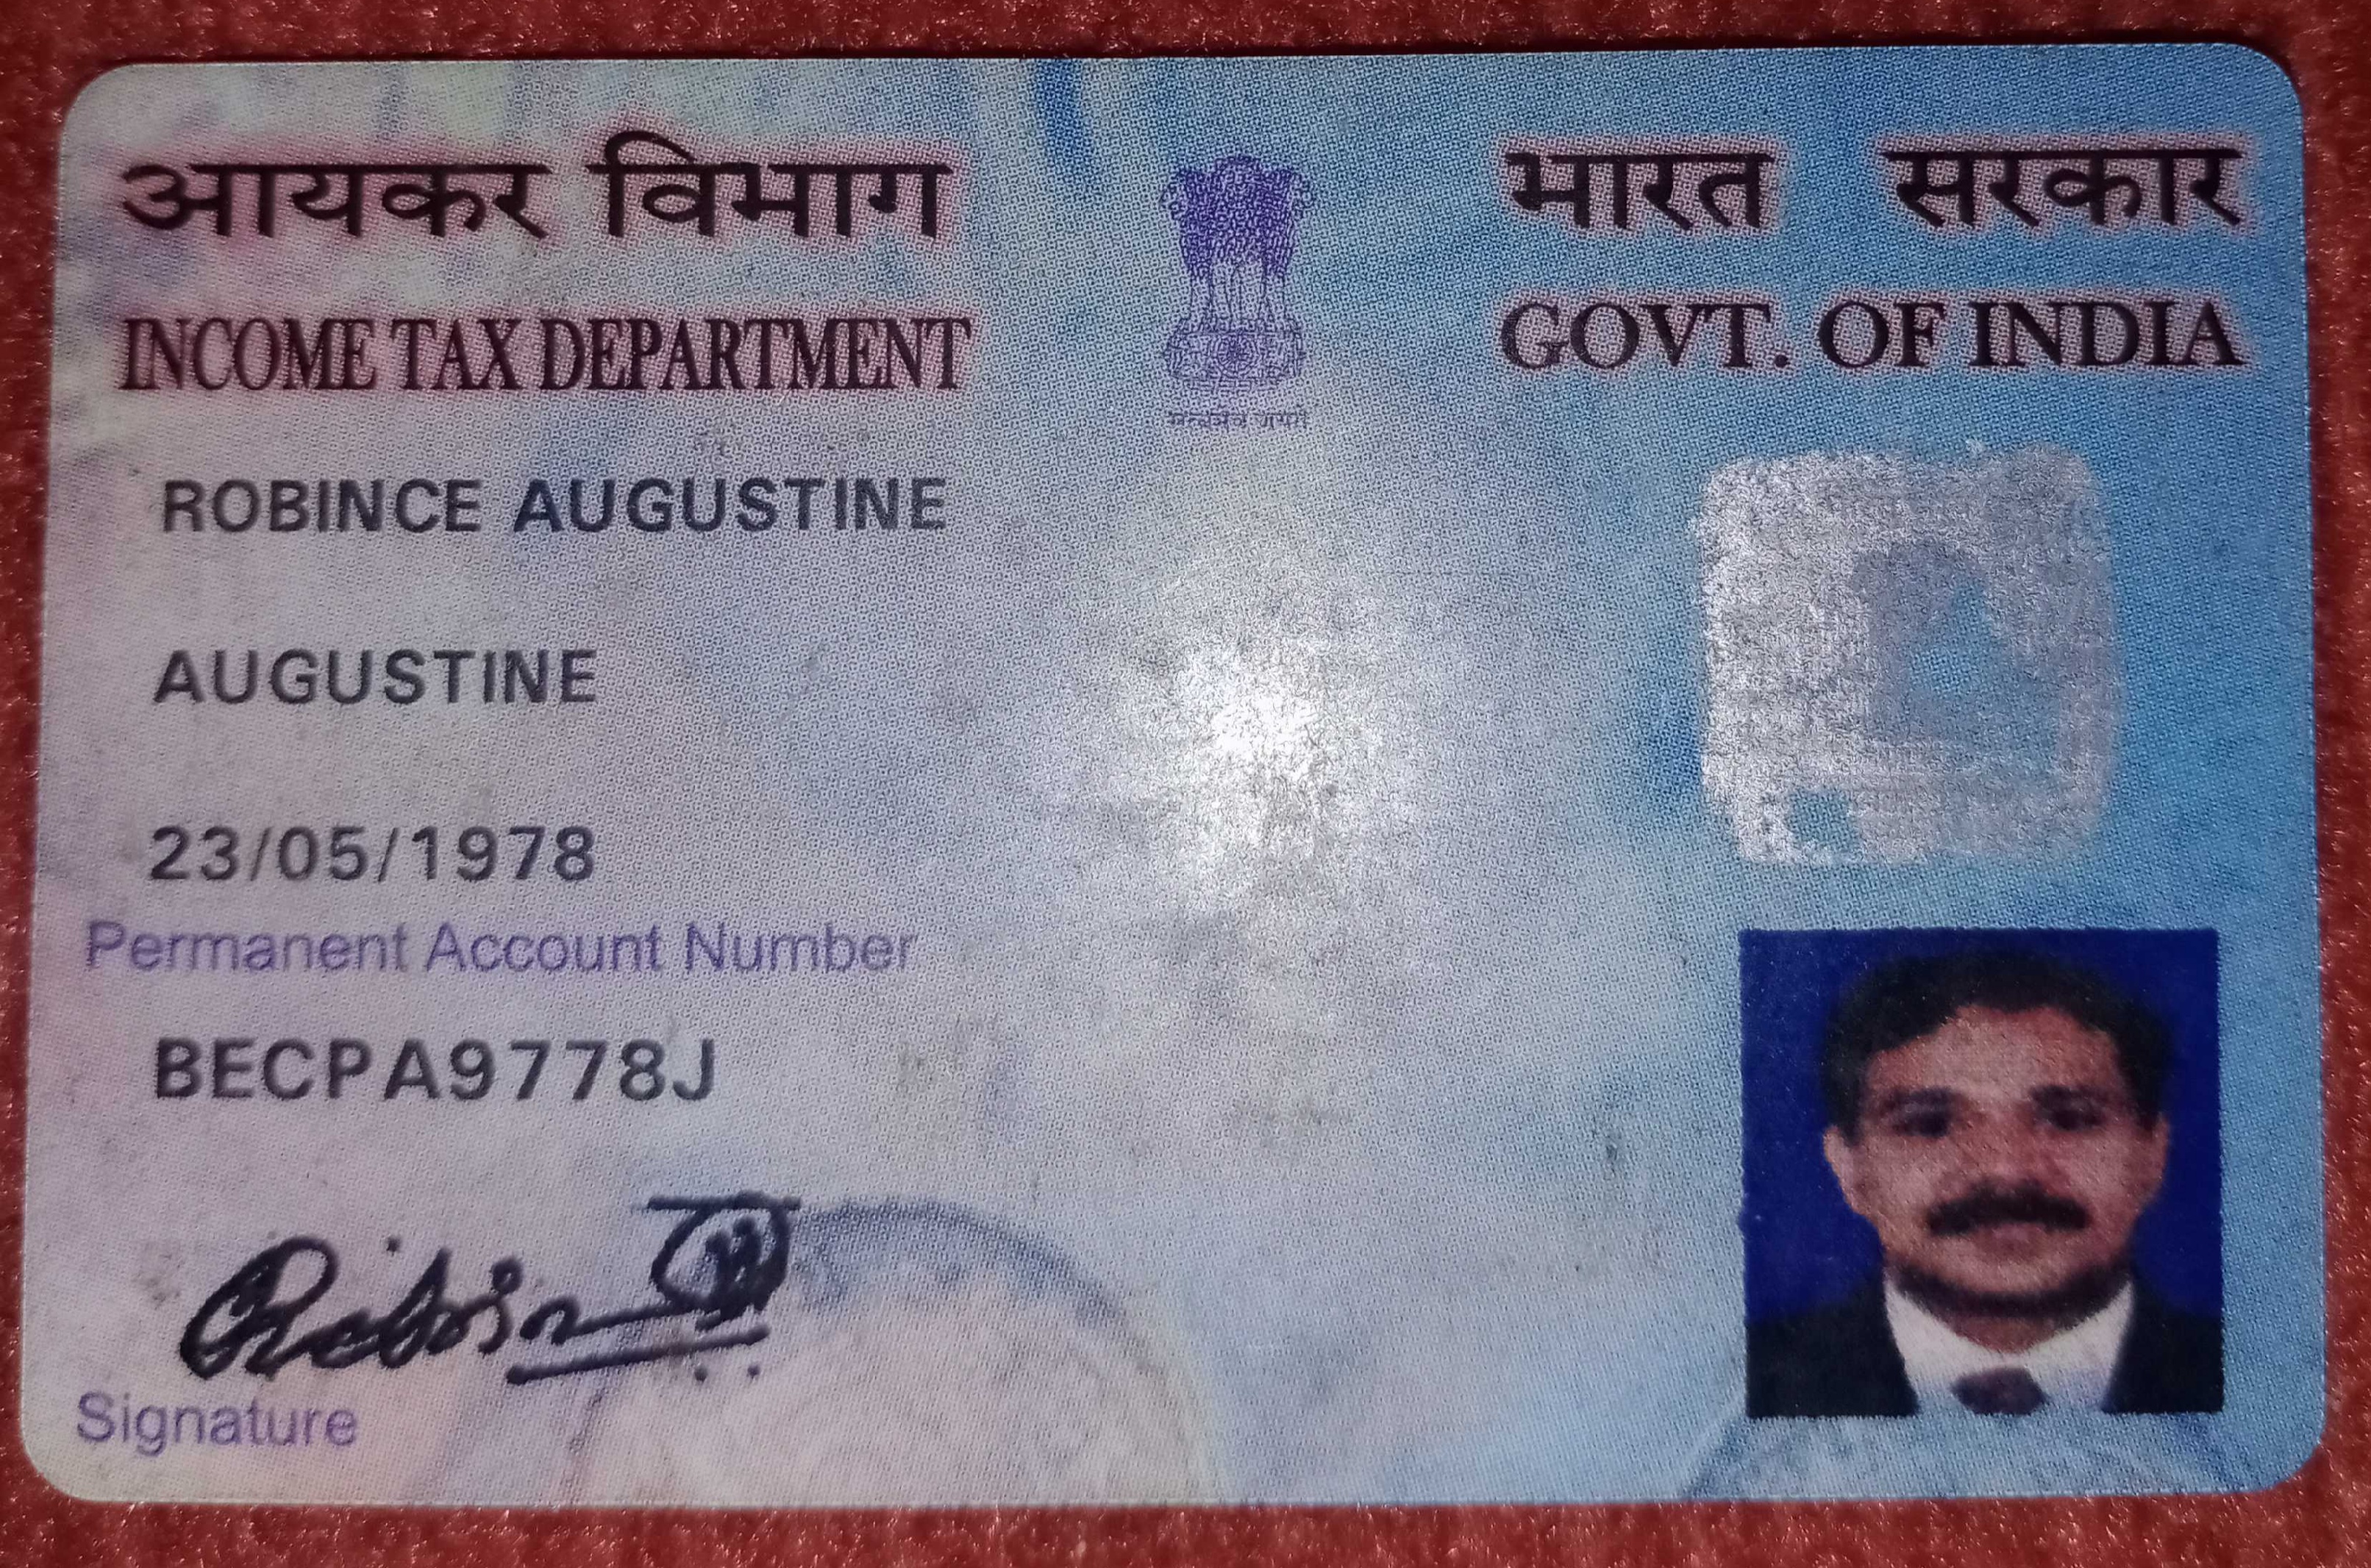 आयकर विभाग
INCOME TAX DEPARTMENT
भारत सरकार
GOVT. OF INDIA
सत्यमेव जयते
ROBINCE AUGUSTINE
AUGUSTINE
23/05/1978
Permanent Account Number
BECPA9778J
Robin
Signature